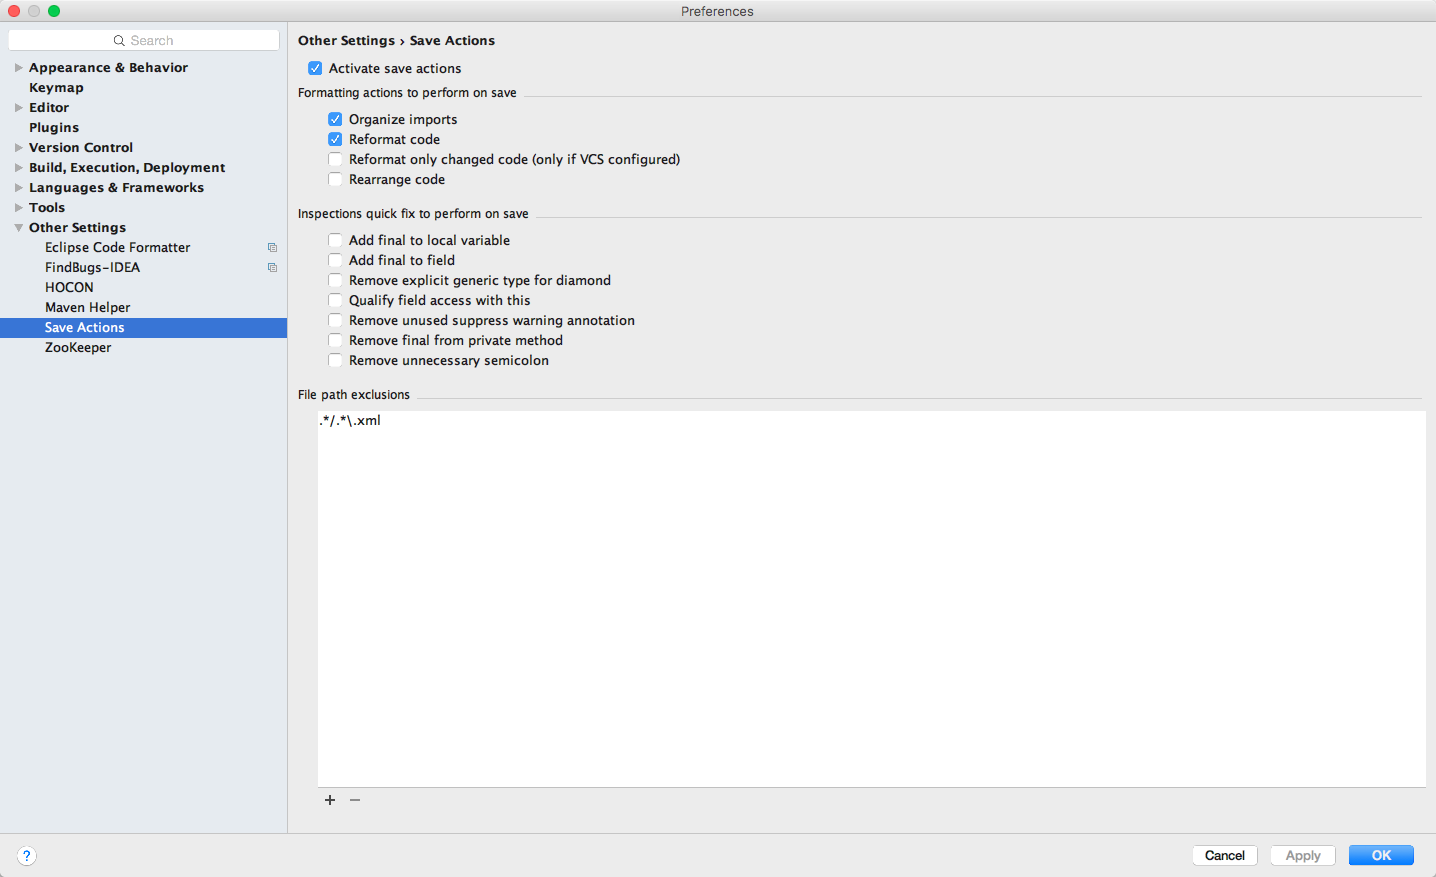 Preferences
Search
Appearance & Behavior
Keymap
Editor
Plugins
Version Control
Build, Execution, Deployment
Languages & Frameworks
Tools
Other Settings
Eclipse Code Formatter
FindBugs-IDEA
HOCON
Maven Helper
Save Actions
ZooKeeper
Other Settings › Save Actions
Activate save actions
Formatting actions to perform on save
Organize imports
Reformat code
Reformat only changed code (only if VCS configured)
Rearrange code
Inspections quick fix to perform on save
Add final to local variable
Add final to field
Remove explicit generic type for diamond
Qualify field access with this
Remove unused suppress warning annotation
Remove final from private method
Remove unnecessary semicolon
File path exclusions
.*/.*\.xml
+ −
?
Cancel
Apply
OK